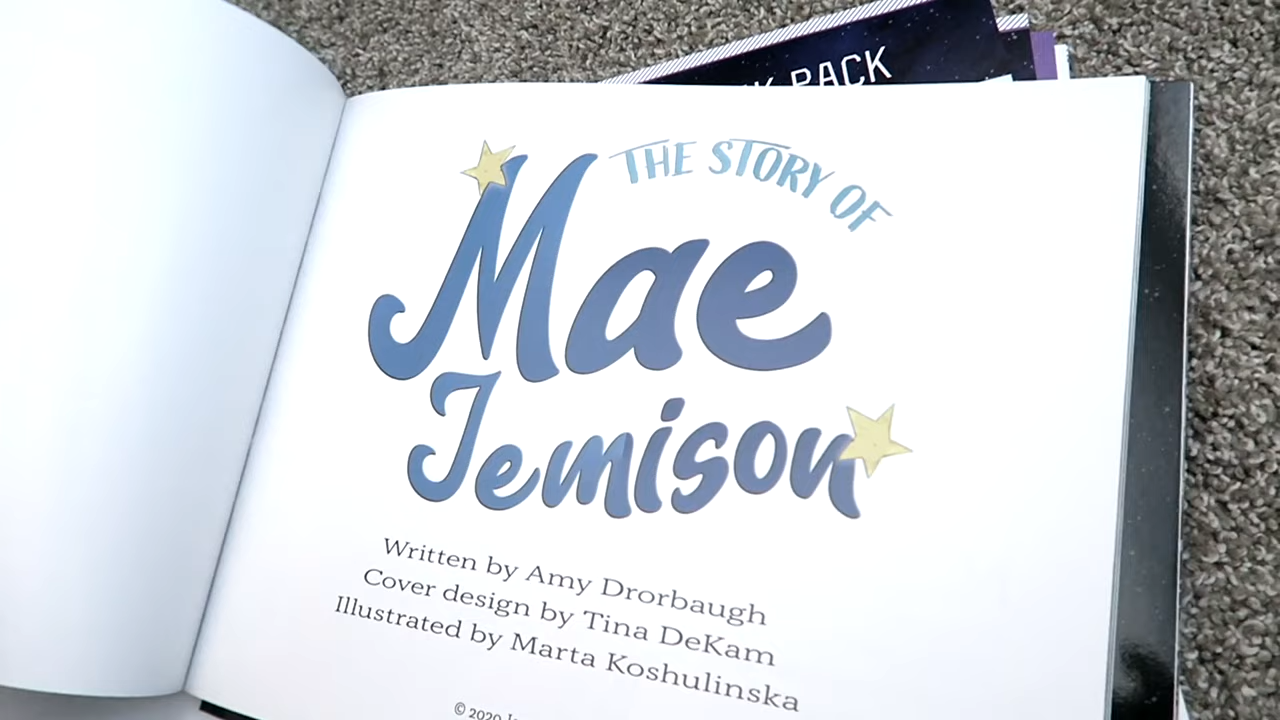 PACK
THE STORY OF
Mae
Jemison
Written by Amy Drorbaugh
Cover design by Tina DeKam
Illustrated by Marta Koshulinska
© 2020